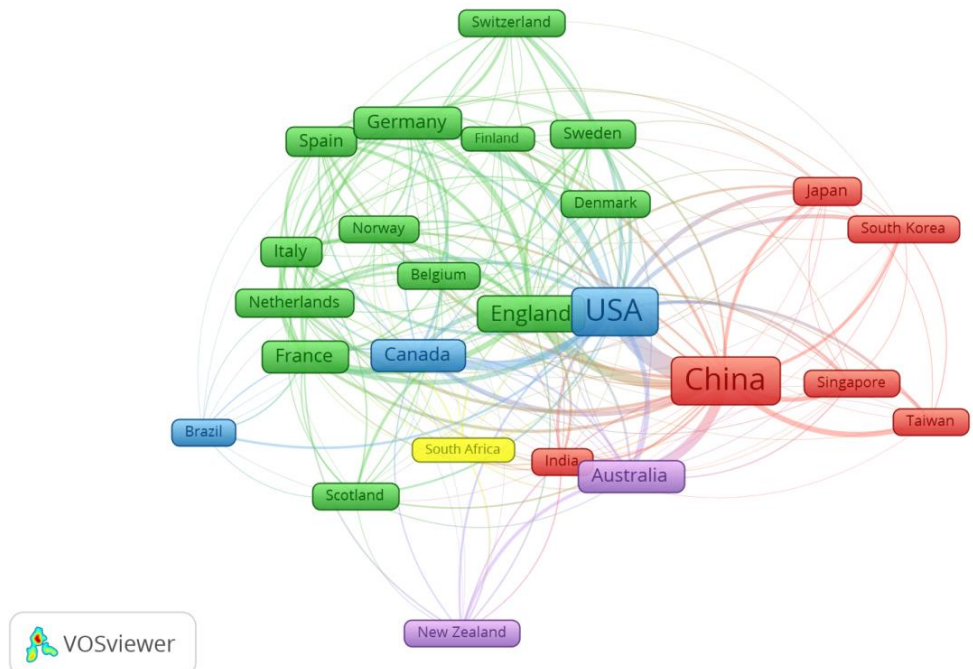 Switzerland
Germany
Spain
Finland
Sweden
Japan
Denmark
South Korea
Norway
Italy
Belgium
Netherlands
England
USA
France
Canada
China
Singapore
Taiwan
Brazil
South Africa
India
Australia
Scotland
New Zealand
VOSviewer